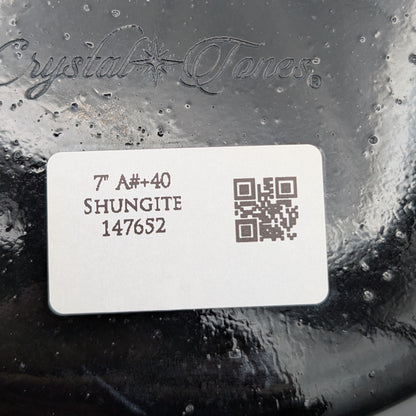 Crystal Tones®
7" A#+40
SHUNGITE
147652